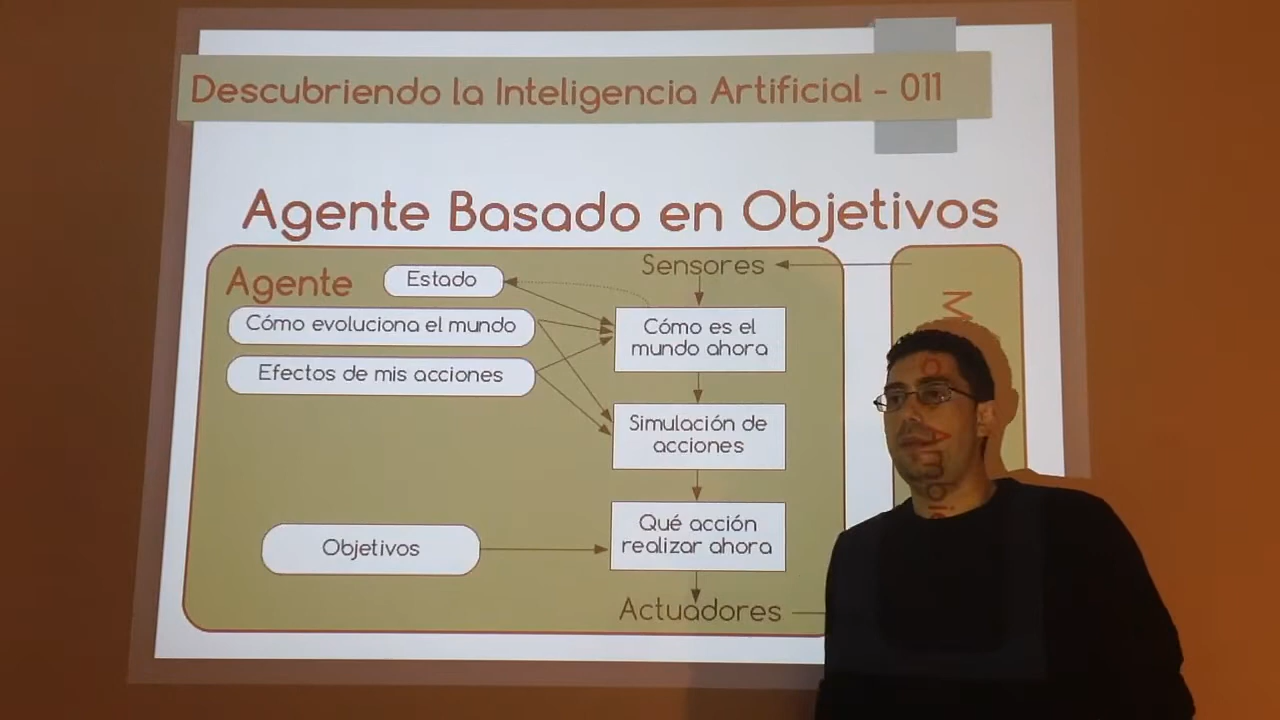 Descubriendo la Inteligencia Artificial - 011
Agente Basado en Objetivos
Agente
Estado
Cómo evoluciona el mundo
Efectos de mis acciones
Objetivos
Sensores
Cómo es el
mundo ahora
Simulación de
acciones
Qué acción
realizar ahora
Actuadores